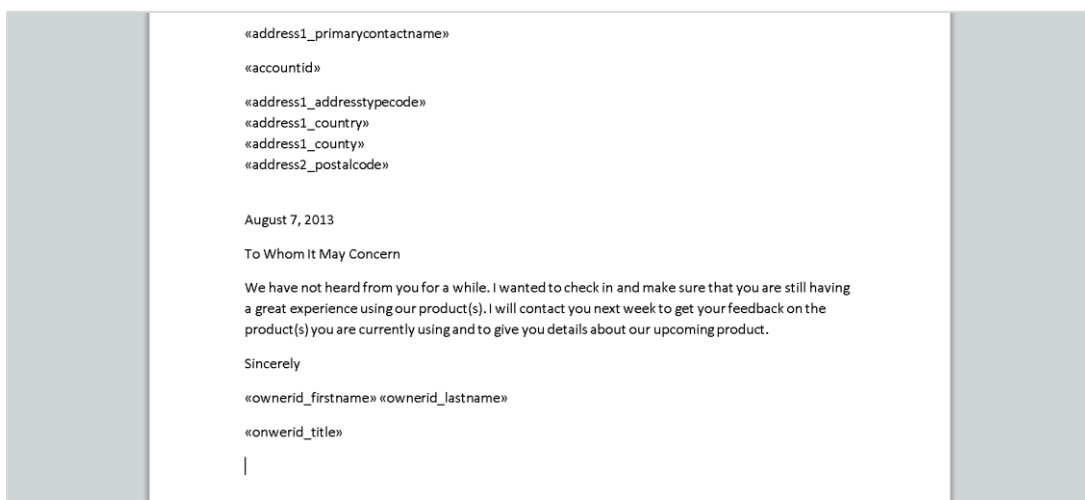 «address1_primarycontactname»
«accountid»
«address1_addresstypecode»
«address1_country»
«address1_county»
«address2_postalcode»
August 7, 2013
To Whom It May Concern
We have not heard from you for a while. I wanted to check in and make sure that you are still having
a great experience using our product(s). I will contact you next week to get your feedback on the
product(s) you are currently using and to give you details about our upcoming product.
Sincerely
«ownerid_firstname» «ownerid_lastname»
«onwerid_title»